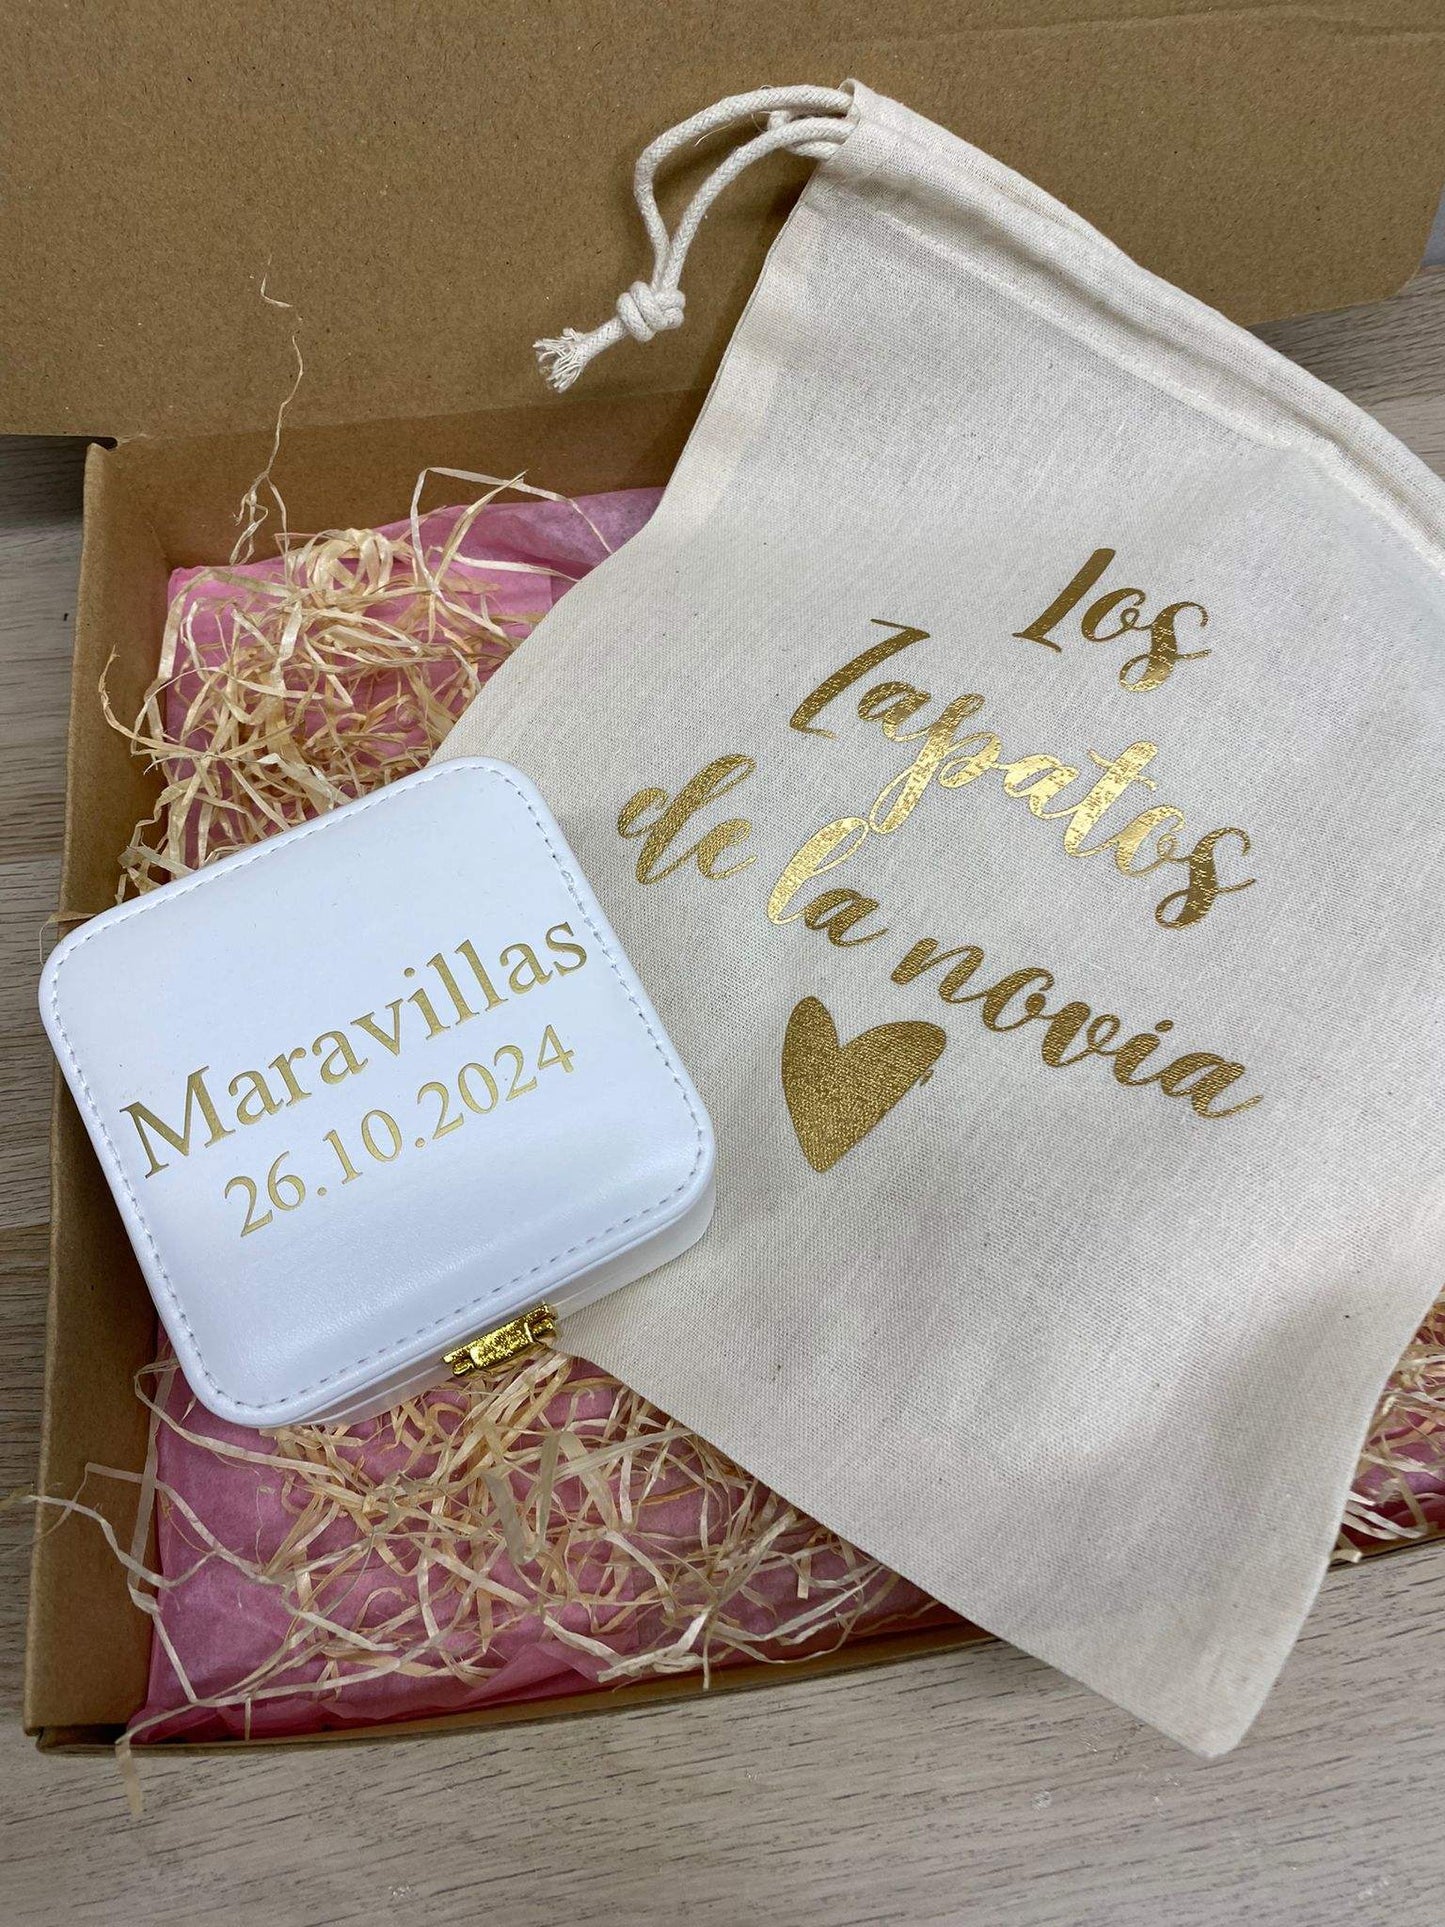 los
zapatos
de la novia
Maravillas
26.10.2024